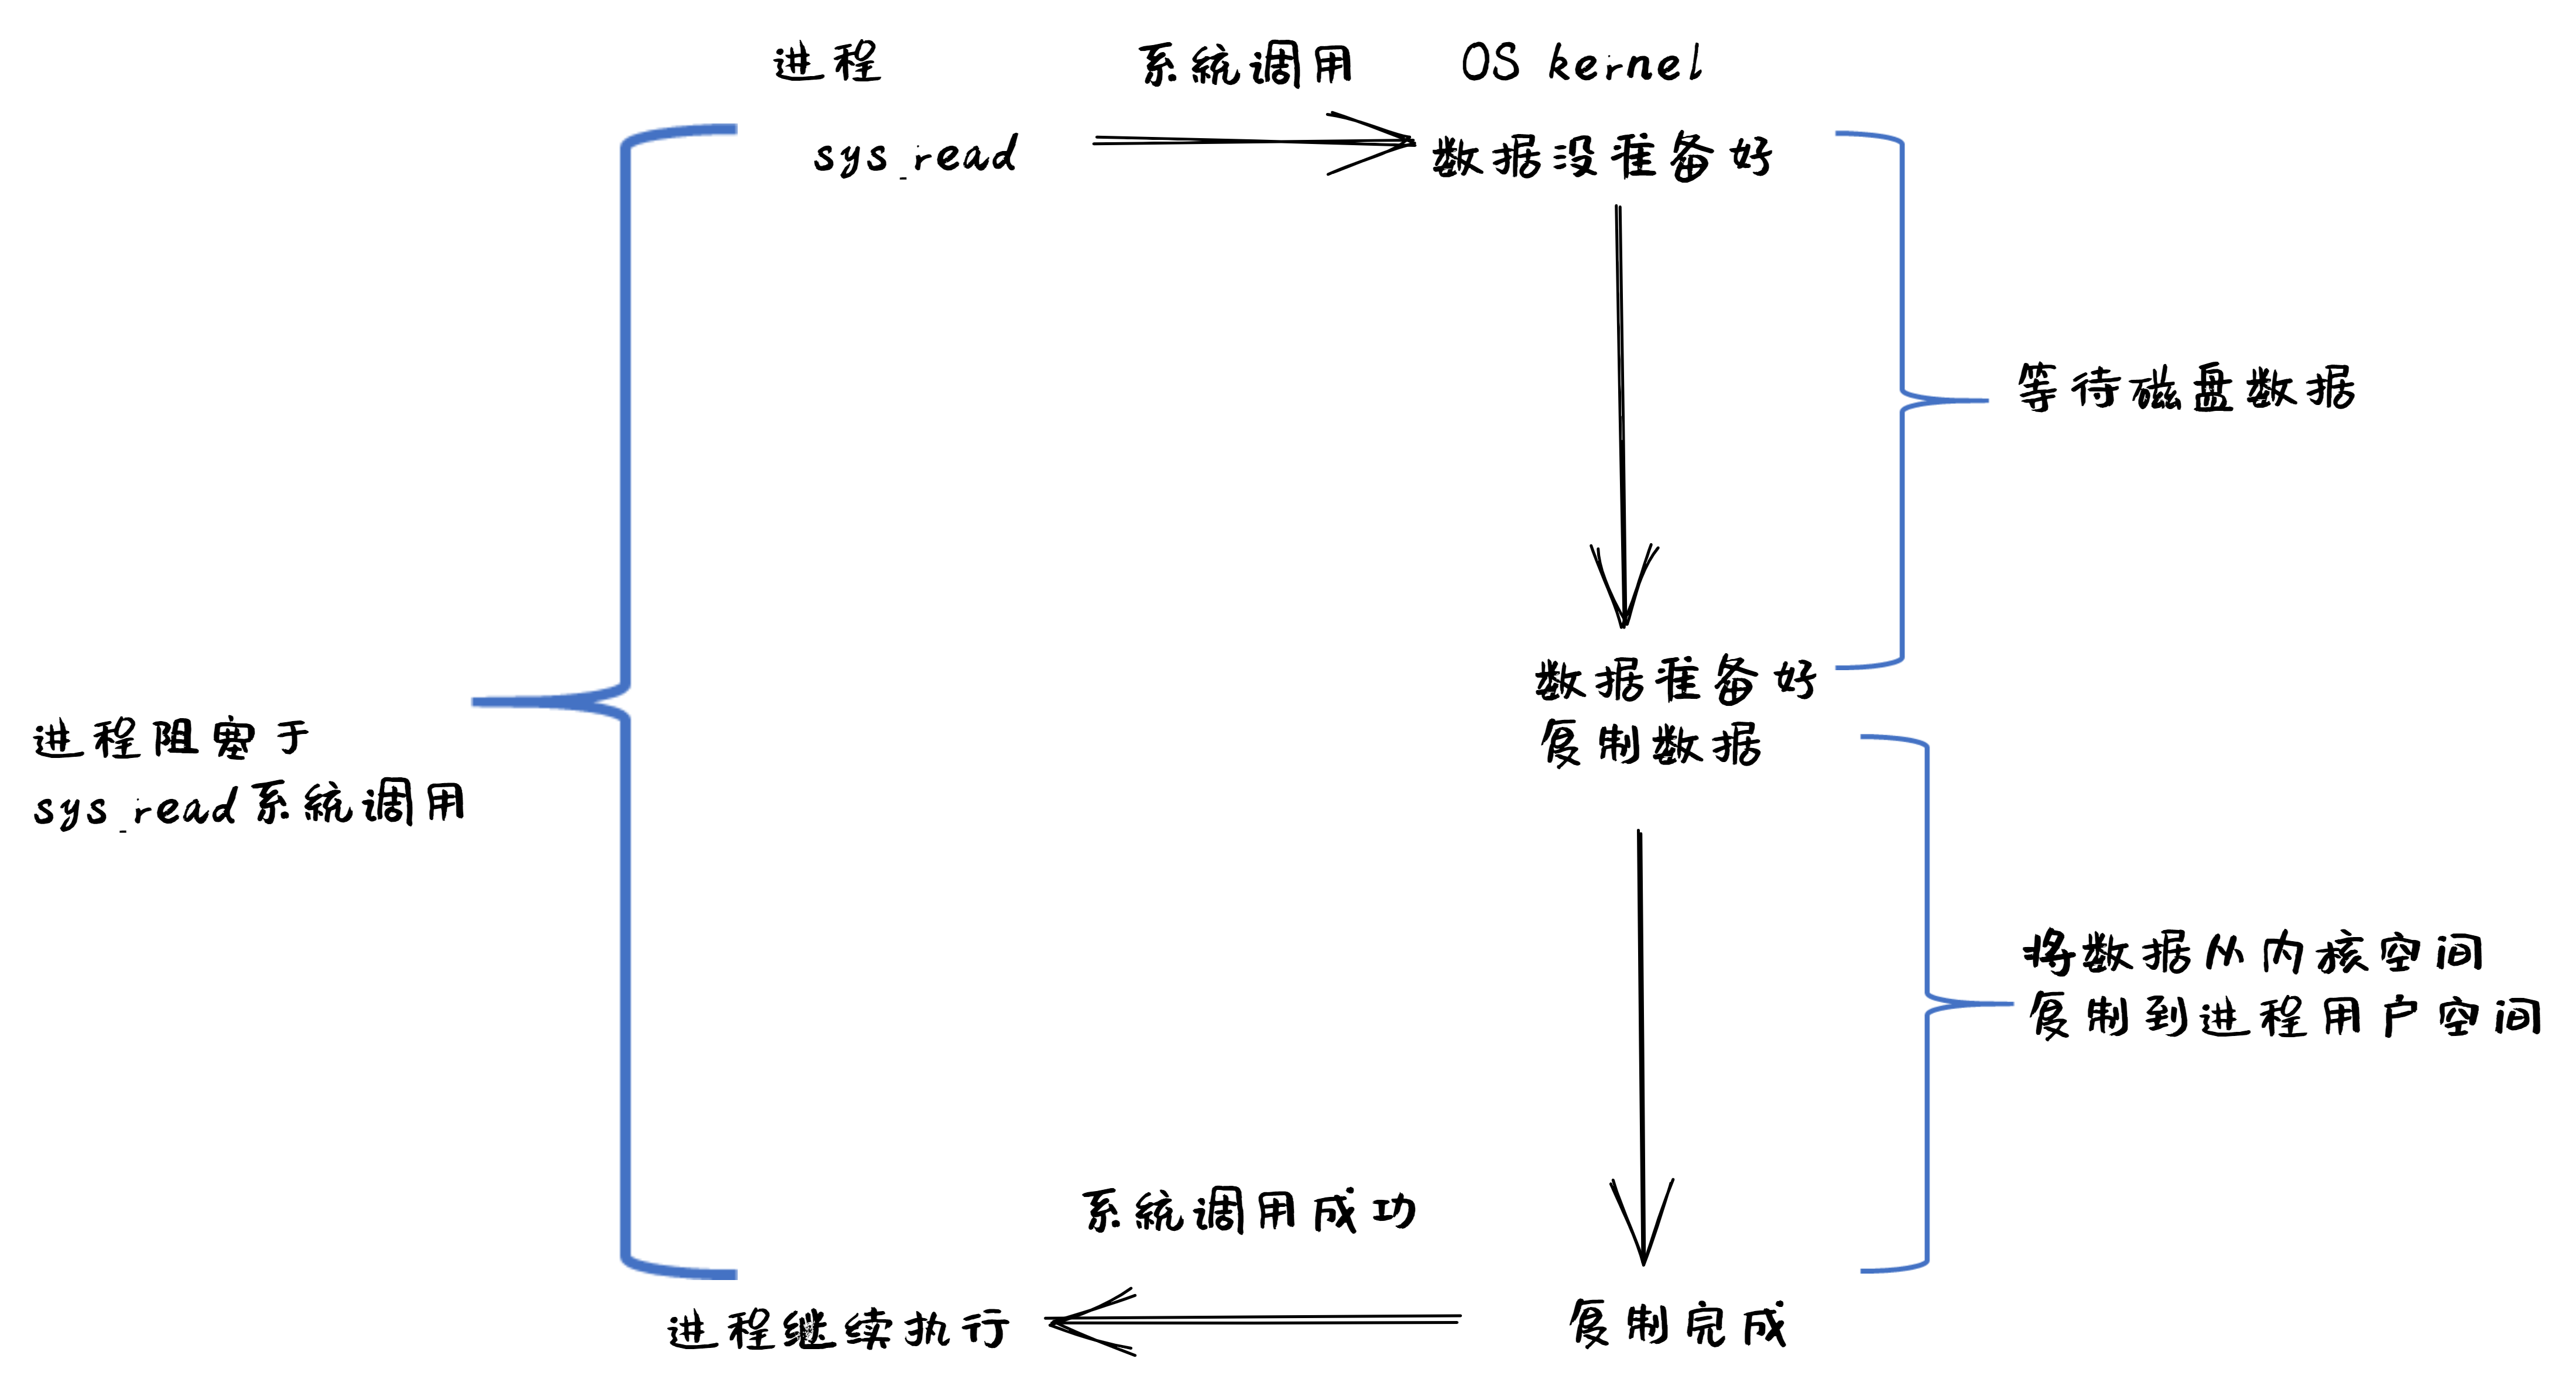 进程
系统调用
OS kernel
sys_read
数据没准备好
等待磁盘数据
数据准备好
复制数据
进程阻塞于
sys_read系统调用
将数据从内核空间
复制到进程用户空间
系统调用成功
进程继续执行
复制完成